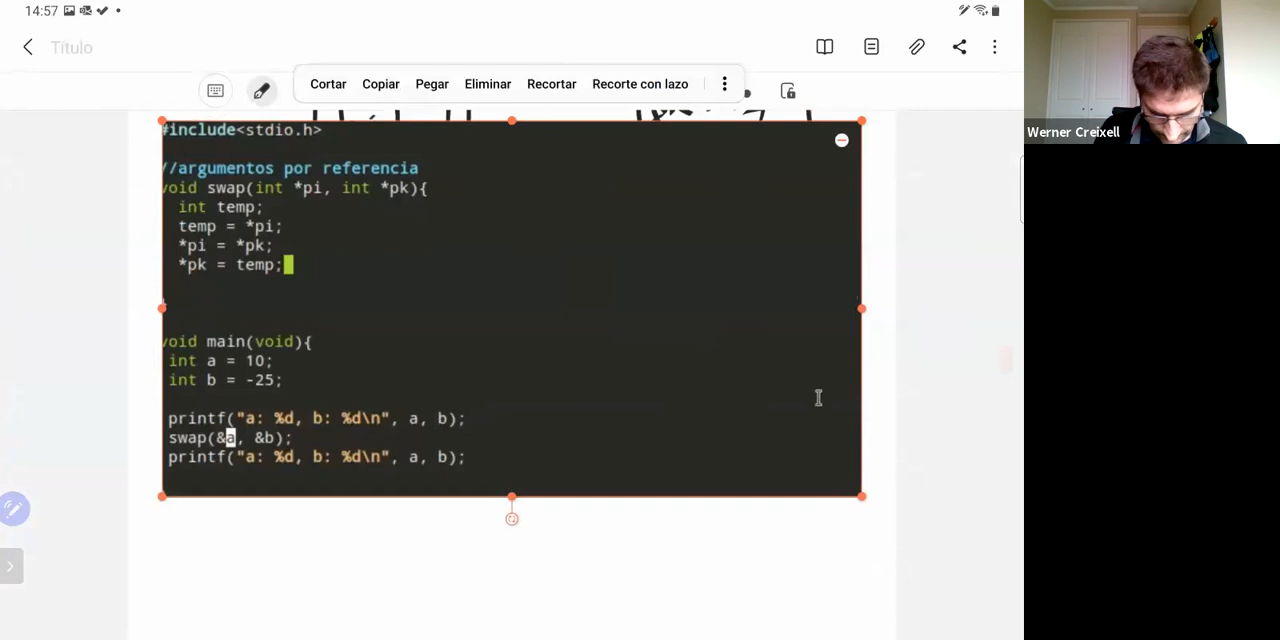 14:57
Título
Cortar Copiar Pegar Eliminar Recortar Recorte con lazo
#include<stdio.h>
//argumentos por referencia
void swap(int *pi, int *pk){
int temp;
temp = *pi;
*pi = *pk;
*pk = temp;
void main(void){
int a = 10;
int b = -25;
printf("a: %d, b: %d\n", a, b);
swap(&a, &b);
printf("a: %d, b: %d\n", a, b);
Werner Creixell